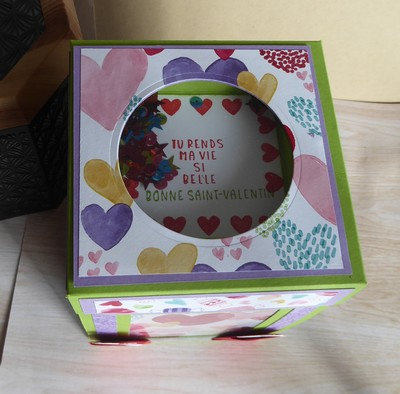 TU RENDS
MA VIE
SI
BELLE
BONNE SAINT-VALENTIN